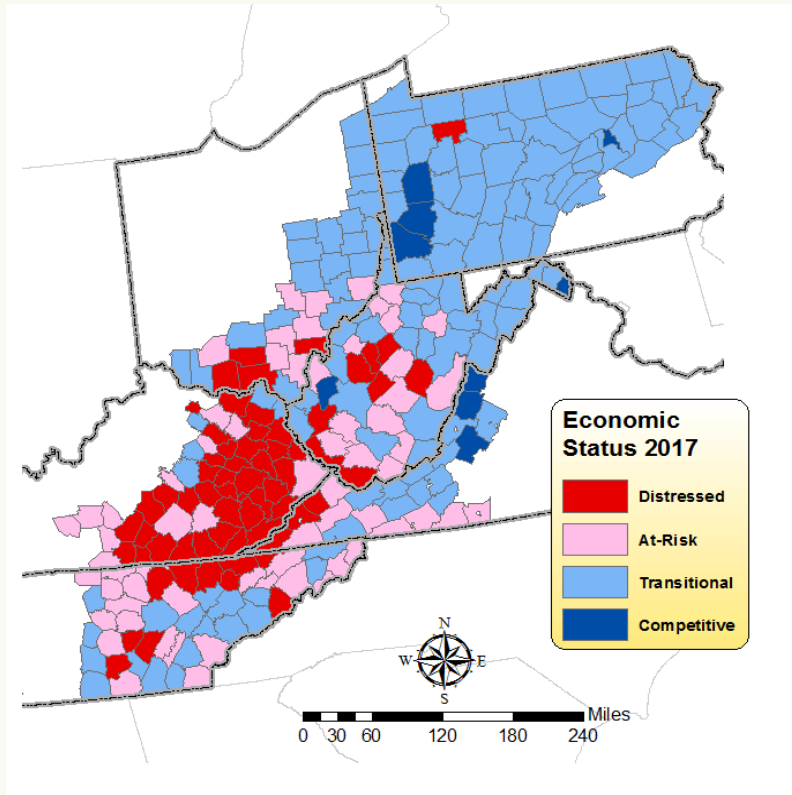 Economic
Status 2017
Distressed
At-Risk
Transitional
Competitive
N
W E
S
Miles
0 30 60 120 180 240